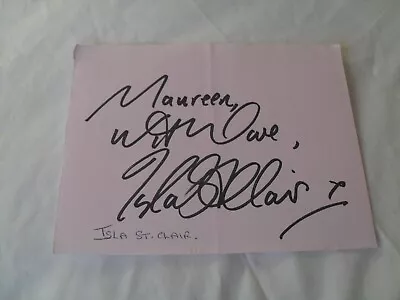 Maureen,
with love,
Isla St Clair x
ISLA ST. CLAIR.